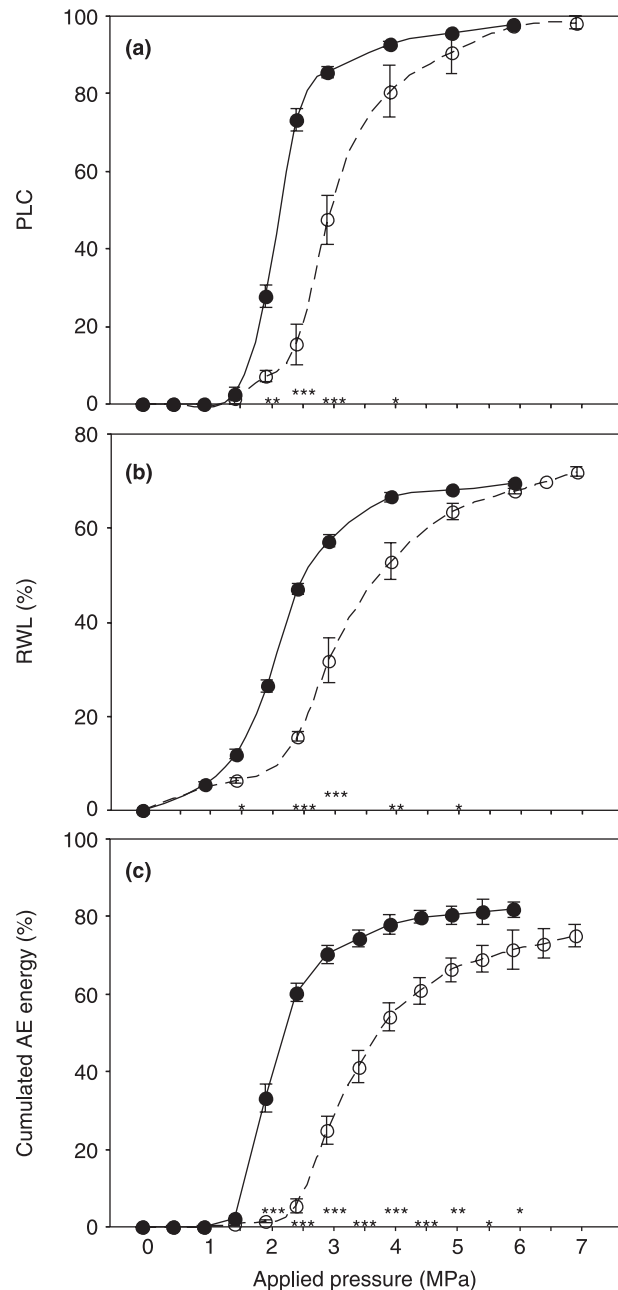 100
(a)
80
60
PLC
40
20
0
** *** *** * 
80
(b)
60
RWL (%)
40
20
0
* *** *** ** *
100
(c)
80
Cumulated AE energy (%)
60
40
20
0
*** *** *** *** *** *** ** * *
0 1 2 3 4 5 6 7
Applied pressure (MPa)